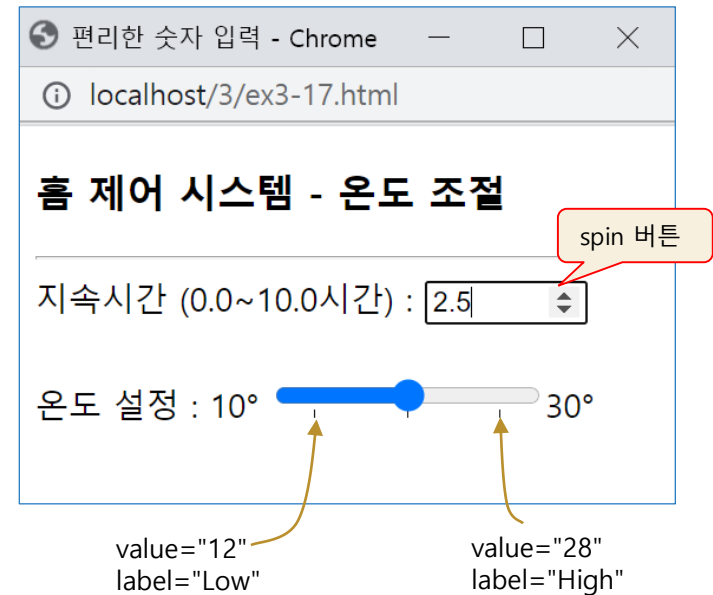 편리한 숫자 입력 - Chrome
localhost/3/ex3-17.html
홈 제어 시스템 - 온도 조절
spin 버튼
지속시간 (0.0~10.0시간) : 2.5
온도 설정 : 10° 30°
value="12"
label="Low"
value="28"
label="High"